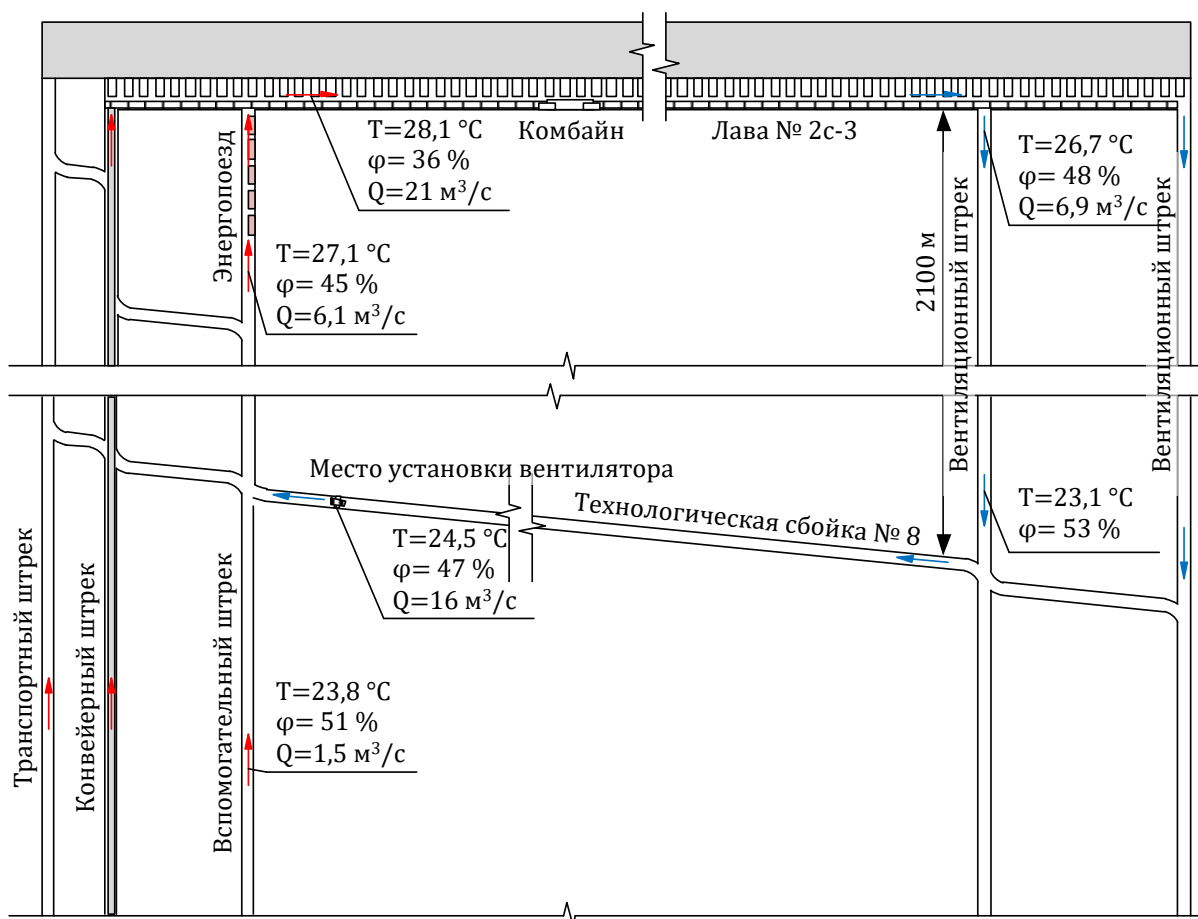 Энергопоезд
T=28,1 °C
φ= 36 %
Q=21 м³/с
Комбайн
Лава № 2с-3
T=26,7 °C
φ= 48 %
Q=6,9 м³/с
T=27,1 °C
φ= 45 %
Q=6,1 м³/с
2100 м
Вентиляционный штрек
Вентиляционный штрек
Место установки вентилятора
Технологическая сбойка № 8
T=24,5 °C
φ= 47 %
Q=16 м³/с
T=23,1 °C
φ= 53 %
Транспортный штрек
Конвейерный штрек
Вспомогательный штрек
T=23,8 °C
φ= 51 %
Q=1,5 м³/с